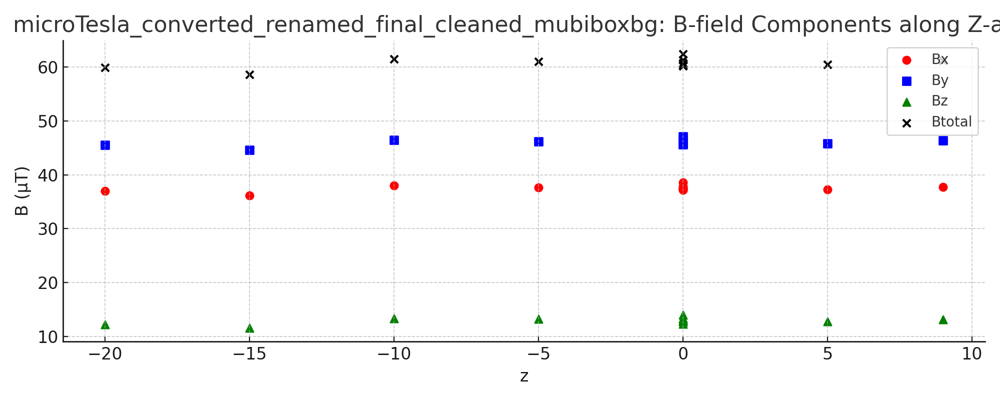 microTesla_converted_renamed_final_cleaned_mubiboxbg: B-field Components along Z-a
Bx
By
Bz
Btotal
60
50
40
30
20
10
B (μT)
−20 −15 −10 −5 0 5 10
z